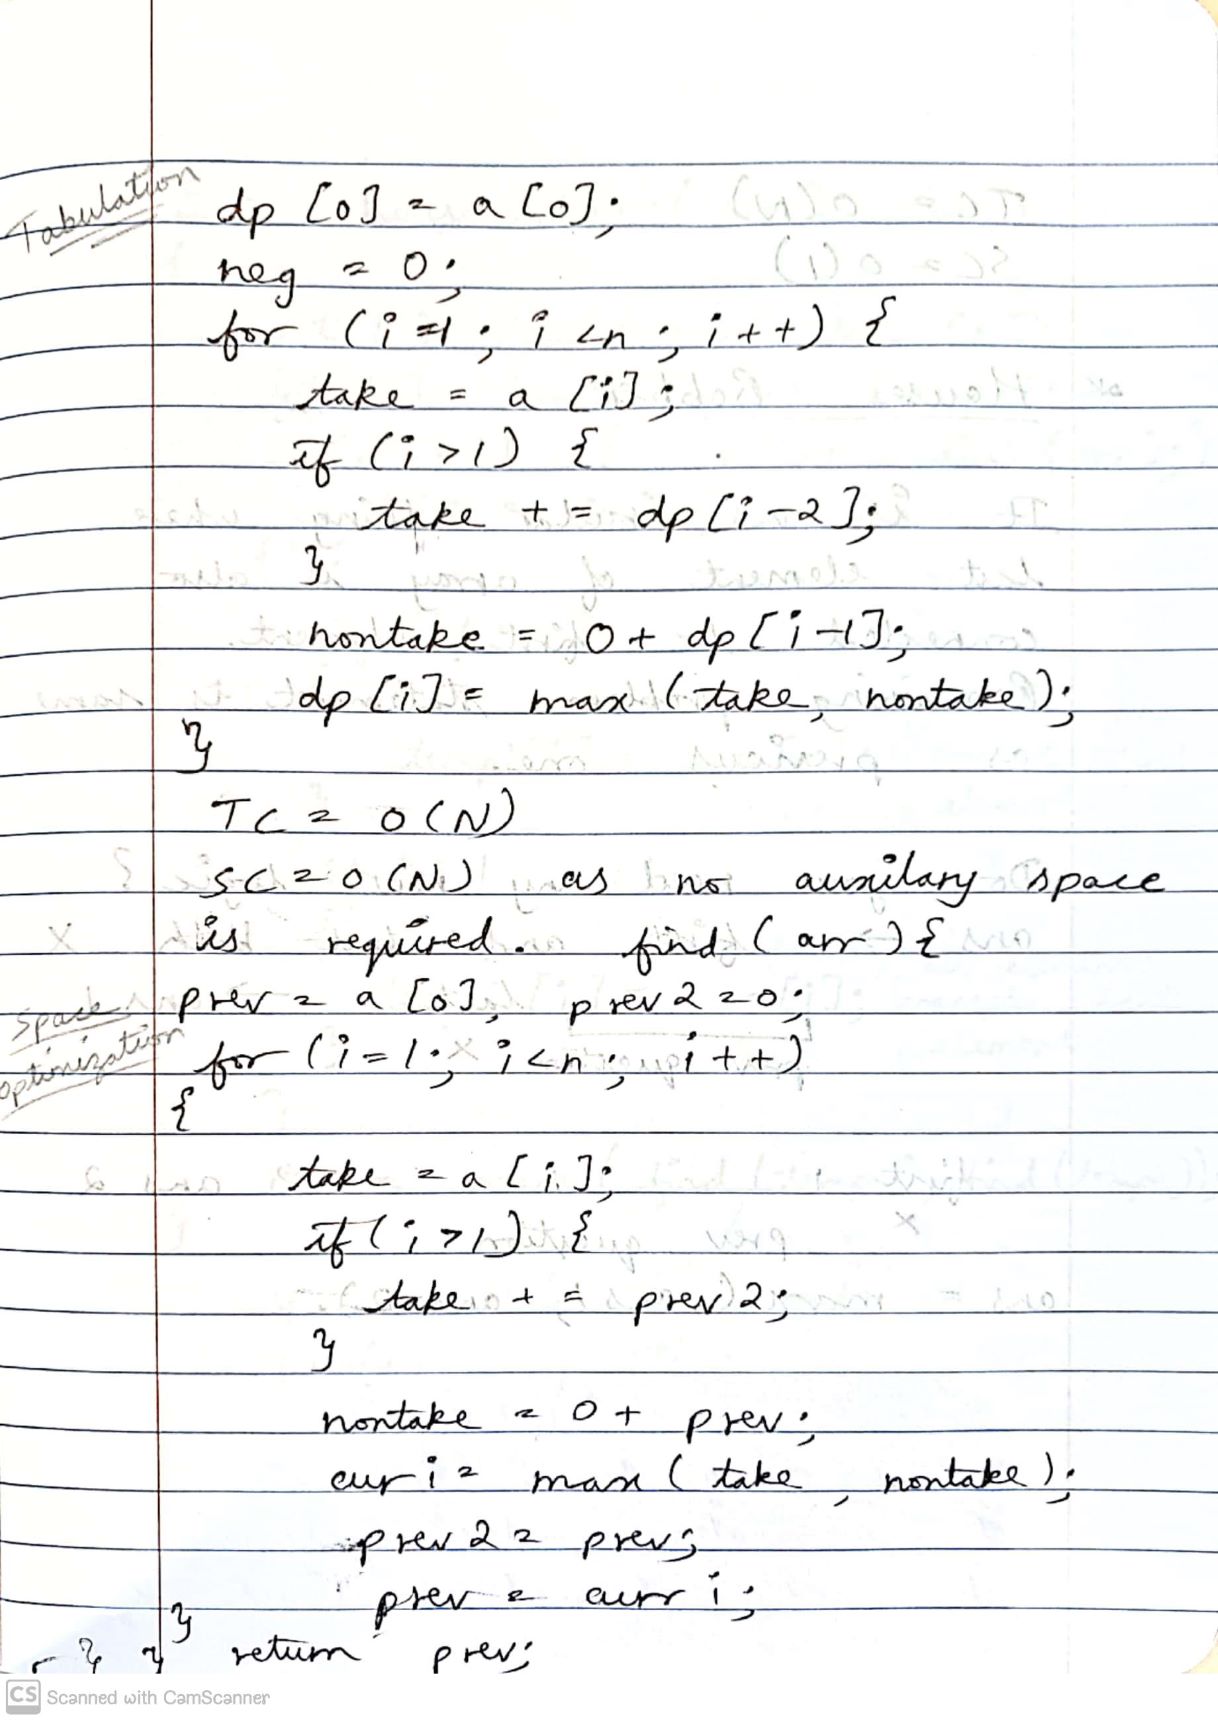 Tabulation
dp [0] = a [0];
neg = 0;
for (i=1; i<n; i++) {
take = a [i];
if (i>1) {
take += dp [i-2];
}
nontake = 0 + dp [i-1];
dp [i] = max (take, nontake);
}
TC = O(N)
SC = O(N) as no auxilary space
is required. find (arr) {
Space optimization
prev = a [0], prev2 = 0;
for (i=1; i<n; i++)
{
take = a [i];
if (i>1) {
take += prev2;
}
nontake = 0 + prev;
cur i = max (take, nontake);
prev2 = prev;
prev = curr i;
}
} } return prev;
CS Scanned with CamScanner